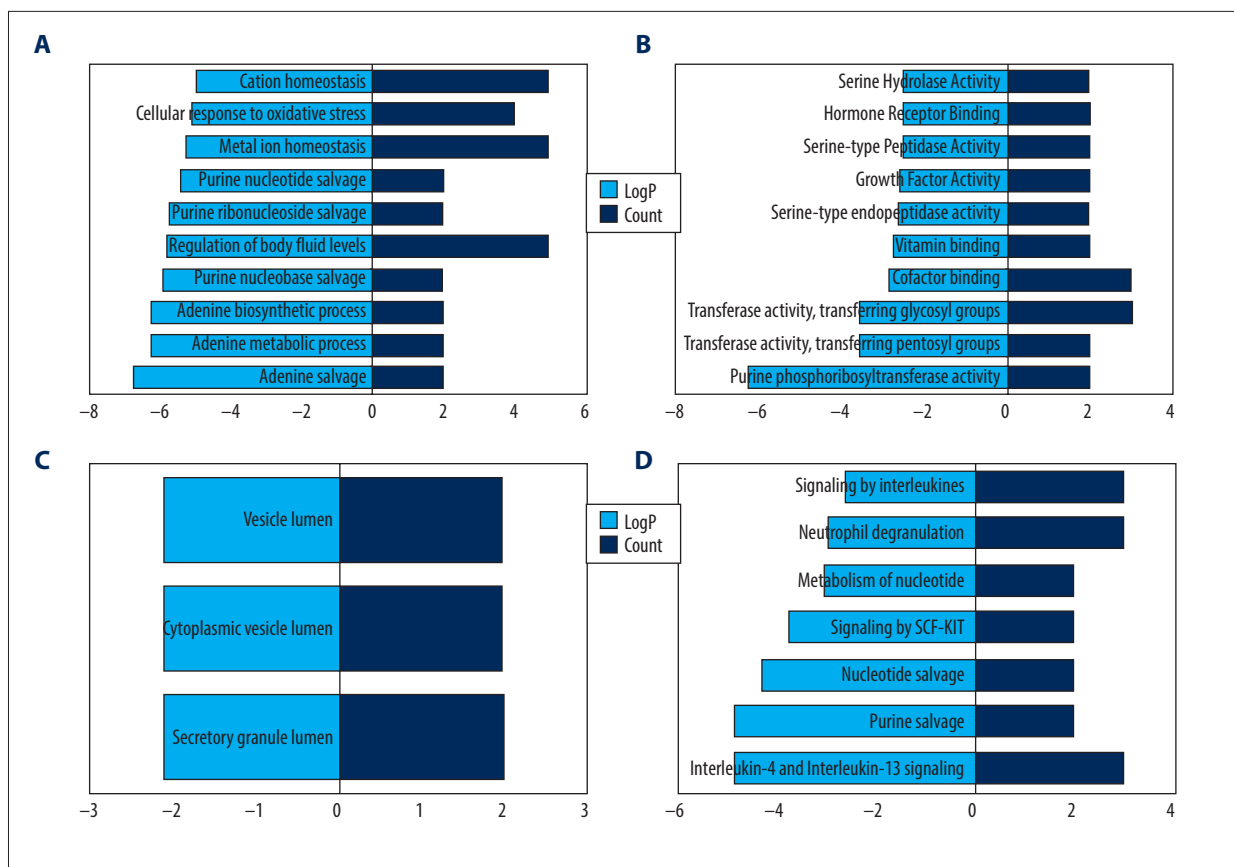 A
Cation homeostasis
Cellular response to oxidative stress
Metal ion homeostasis
Purine nucleotide salvage
Purine ribonucleoside salvage
Regulation of body fluid levels
Purine nucleobase salvage
Adenine biosynthetic process
Adenine metabolic process
Adenine salvage
−8 −6 −4 −2 0 2 4 6
LogP
Count
B
Serine Hydrolase Activity
Hormone Receptor Binding
Serine-type Peptidase Activity
Growth Factor Activity
Serine-type endopeptidase activity
Vitamin binding
Cofactor binding
Transferase activity, transferring glycosyl groups
Transferase activity, transferring pentosyl groups
Purine phosphoribosyltransferase activity
−8 −6 −4 −2 0 2 4
C
Vesicle lumen
Cytoplasmic vesicle lumen
Secretory granule lumen
−3 −2 −1 0 1 2 3
LogP
Count
D
Signaling by interleukines
Neutrophil degranulation
Metabolism of nucleotide
Signaling by SCF-KIT
Nucleotide salvage
Purine salvage
Interleukin-4 and Interleukin-13 signaling
−6 −4 −2 0 2 4